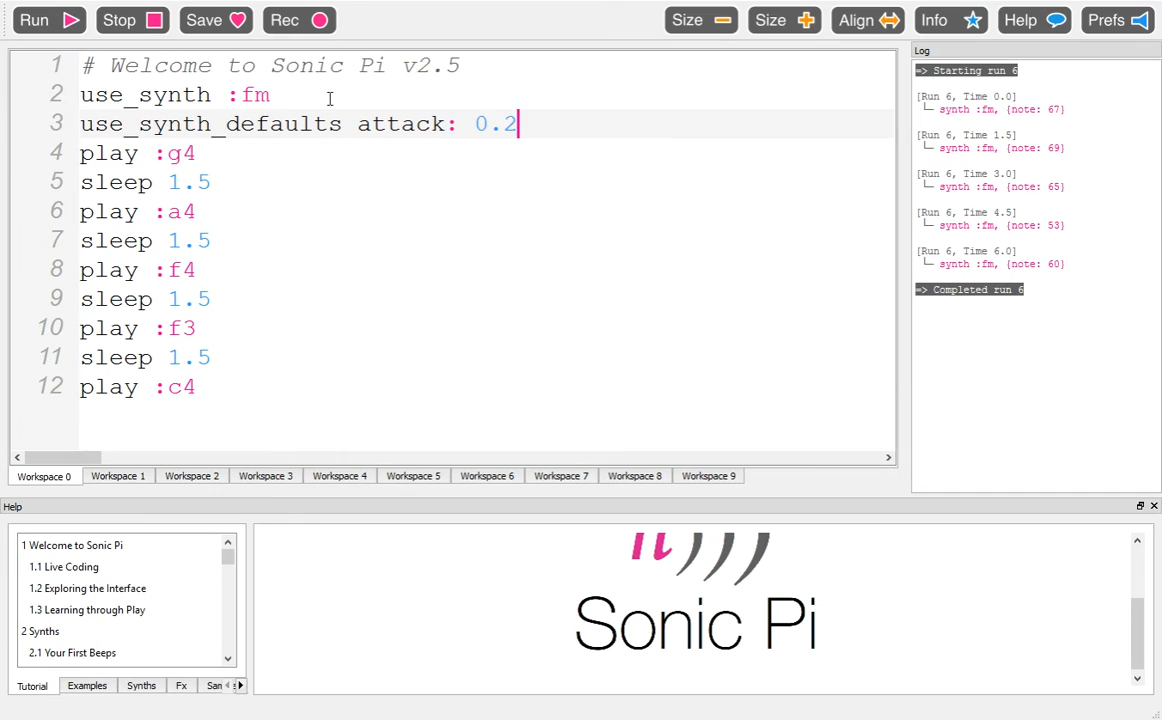 Run Stop Save Rec Size Size Align Info Help Prefs
1 # Welcome to Sonic Pi v2.5
2 use_synth :fm
3 use_synth_defaults attack: 0.2
4 play :g4
5 sleep 1.5
6 play :a4
7 sleep 1.5
8 play :f4
9 sleep 1.5
10 play :f3
11 sleep 1.5
12 play :c4
Workspace 0 Workspace 1 Workspace 2 Workspace 3 Workspace 4 Workspace 5 Workspace 6 Workspace 7 Workspace 8 Workspace 9
Log
=> Starting run 6
[Run 6, Time 0.0]
synth :fm, {note: 67}
[Run 6, Time 1.5]
synth :fm, {note: 69}
[Run 6, Time 3.0]
synth :fm, {note: 65}
[Run 6, Time 4.5]
synth :fm, {note: 53}
[Run 6, Time 6.0]
synth :fm, {note: 60}
=> Completed run 6
Help
1 Welcome to Sonic Pi
1.1 Live Coding
1.2 Exploring the Interface
1.3 Learning through Play
2 Synths
2.1 Your First Beeps
Tutorial Examples Synths Fx
Sonic Pi